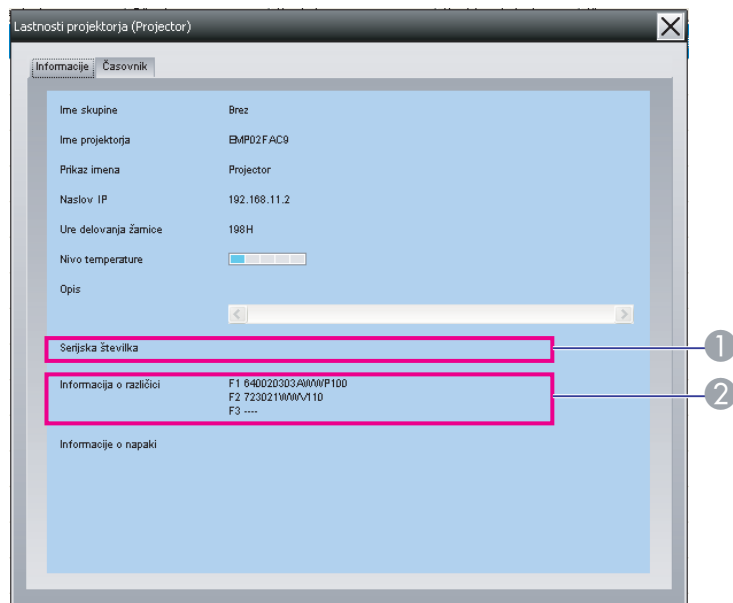 Lastnosti projektorja (Projector)
Informacije Časovnik
Ime skupine Brez
Ime projektorja EMP02FAC9
Prikaz imena Projector
Naslov IP 192.168.11.2
Ure delovanja žarnice 198H
Nivo temperature
Opis
Serijska številka
1
Informacija o različici F1 640020303AWWP100
2
F2 723021WWV110
F3 ----
Informacije o napaki